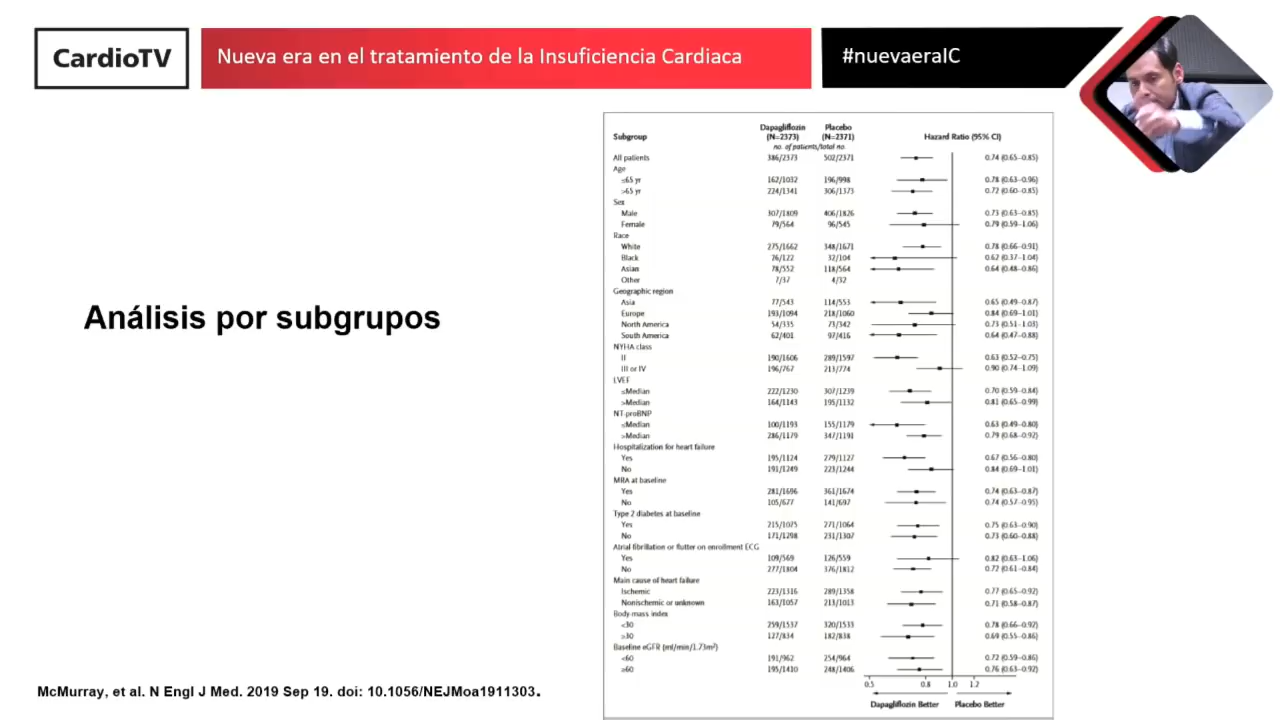 CardioTV
Nueva era en el tratamiento de la Insuficiencia Cardiaca
#nuevaeraIC
Análisis por subgrupos
Subgroup Dapagliflozin (N=2373) Placebo (N=2371) Hazard Ratio (95% CI)
no. of patients/total no.
All patients 386/2373 502/2371 0.74 (0.65–0.85)
Age
≤65 yr 162/1032 196/998 0.78 (0.63–0.96)
>65 yr 224/1341 306/1373 0.72 (0.60–0.85)
Sex
Male 307/1809 406/1826 0.73 (0.63–0.85)
Female 79/564 96/545 0.79 (0.59–1.06)
Race
White 275/1662 348/1671 0.78 (0.66–0.91)
Black 26/122 32/104 0.62 (0.37–1.04)
Asian 78/552 118/564 0.64 (0.48–0.86)
Other 7/37 4/32
Geographic region
Asia 77/543 114/553 0.65 (0.49–0.87)
Europe 193/1094 218/1060 0.84 (0.69–1.01)
North America 54/335 73/342 0.73 (0.51–1.03)
South America 62/401 97/416 0.64 (0.47–0.88)
NYHA class
II 190/1606 289/1597 0.63 (0.52–0.75)
III or IV 196/767 213/774 0.90 (0.74–1.09)
LVEF
≤Median 222/1230 307/1239 0.70 (0.59–0.84)
>Median 164/1143 195/1132 0.81 (0.65–0.99)
NT-proBNP
≤Median 100/1193 155/1179 0.63 (0.49–0.80)
>Median 286/1179 347/1191 0.79 (0.68–0.92)
Hospitalization for heart failure
Yes 195/1124 279/1127 0.67 (0.56–0.80)
No 191/1249 223/1244 0.84 (0.69–1.01)
MRA at baseline
Yes 281/1696 361/1674 0.74 (0.63–0.87)
No 105/677 141/697 0.74 (0.57–0.95)
Type 2 diabetes at baseline
Yes 215/1075 271/1064 0.75 (0.63–0.90)
No 171/1298 231/1307 0.73 (0.60–0.88)
Atrial fibrillation or flutter on enrollment ECG
Yes 109/569 126/559 0.82 (0.63–1.06)
No 277/1804 376/1812 0.72 (0.61–0.84)
Main cause of heart failure
Ischemic 223/1316 289/1358 0.77 (0.65–0.92)
Nonischemic or unknown 163/1057 213/1013 0.71 (0.58–0.87)
Body-mass index
<30 259/1537 320/1533 0.78 (0.66–0.92)
≥30 127/834 182/838 0.69 (0.55–0.86)
Baseline eGFR (ml/min/1.73m²)
<60 191/962 254/964 0.72 (0.59–0.86)
≥60 195/1410 248/1406 0.76 (0.63–0.92)
0.5 0.8 1.0 1.2
Dapagliflozin Better Placebo Better
McMurray, et al. N Engl J Med. 2019 Sep 19. doi: 10.1056/NEJMoa1911303.